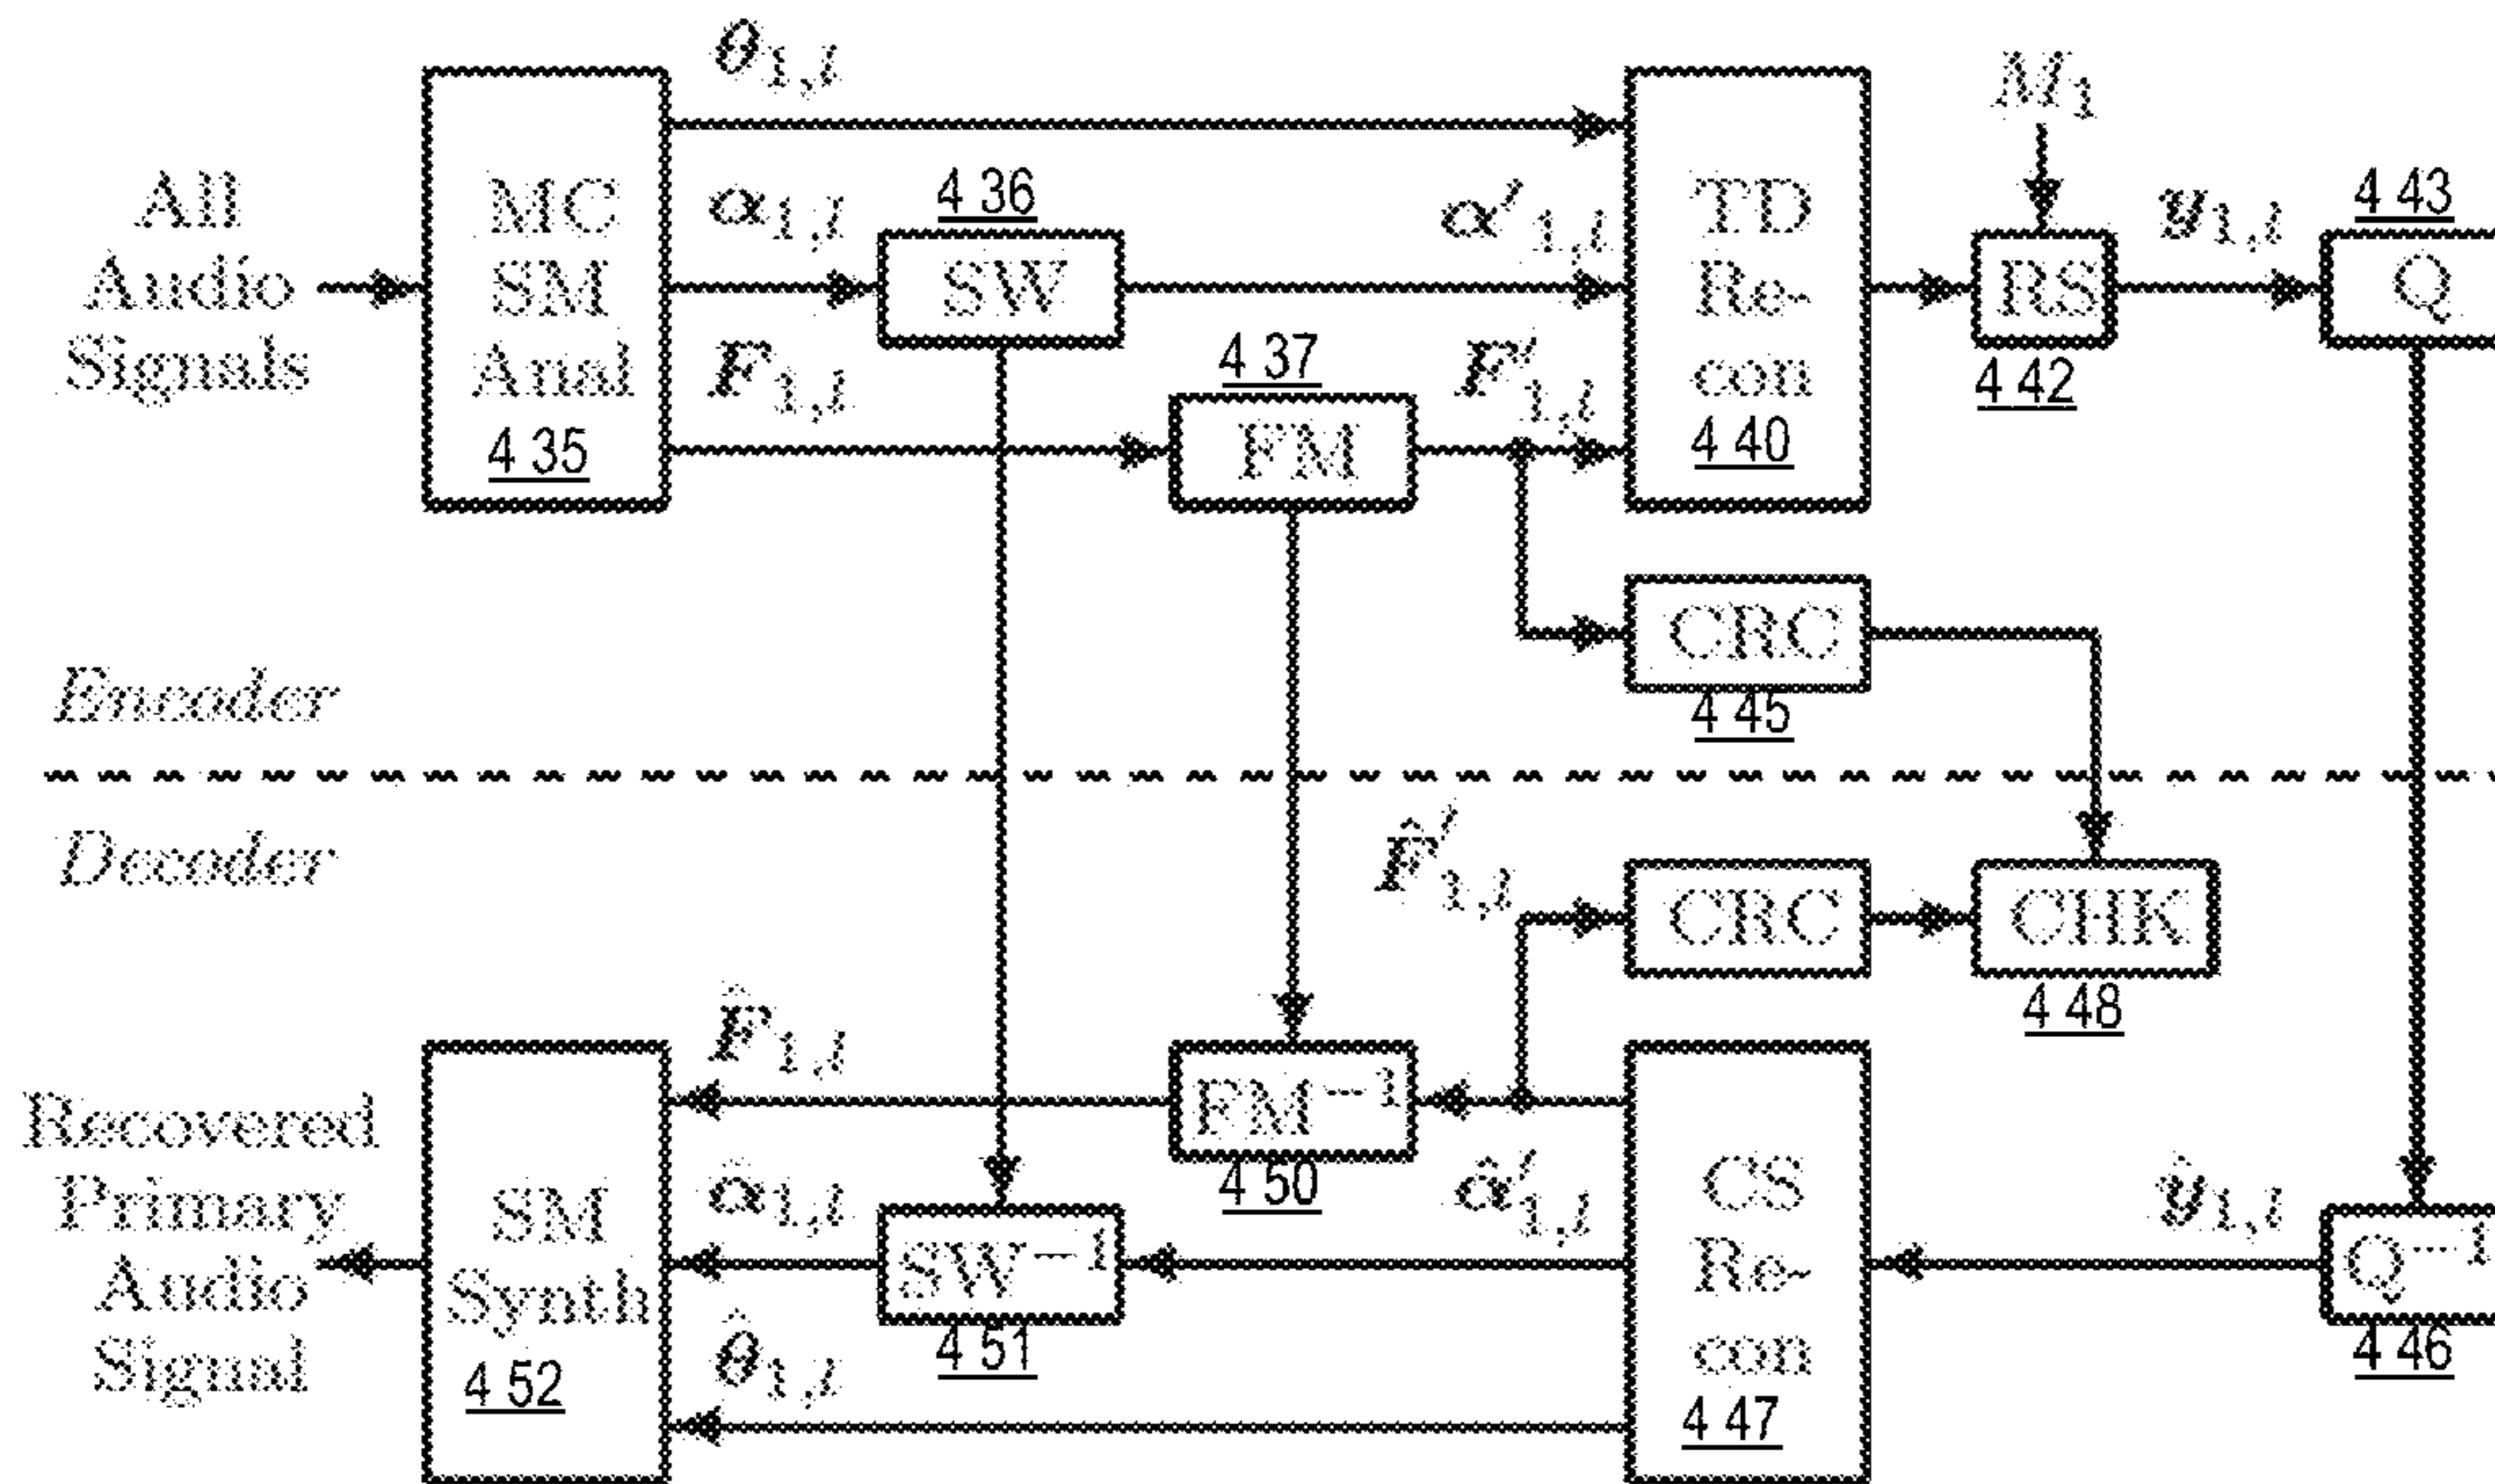 θ1,l
M1
All
Audio
Signals
MC
SM
Anal
4 35
α1,l
4 36
SW
α′1,l
TD
Re-
con
4 40
RS
4 42
y1,l
4 43
Q
F1,l
4 37
FM
F′1,l
CRC
4 45
Encoder
Decoder
F̂′1,l
CRC
CHK
4 48
F̂1,l
FM−1
4 50
Recovered
Primary
Audio
Signal
SM
Synth
4 52
α̂1,l
SW−1
4 51
α̂′1,l
CS
Re-
con
4 47
ŷ1,l
Q−1
4 46
θ̂1,l